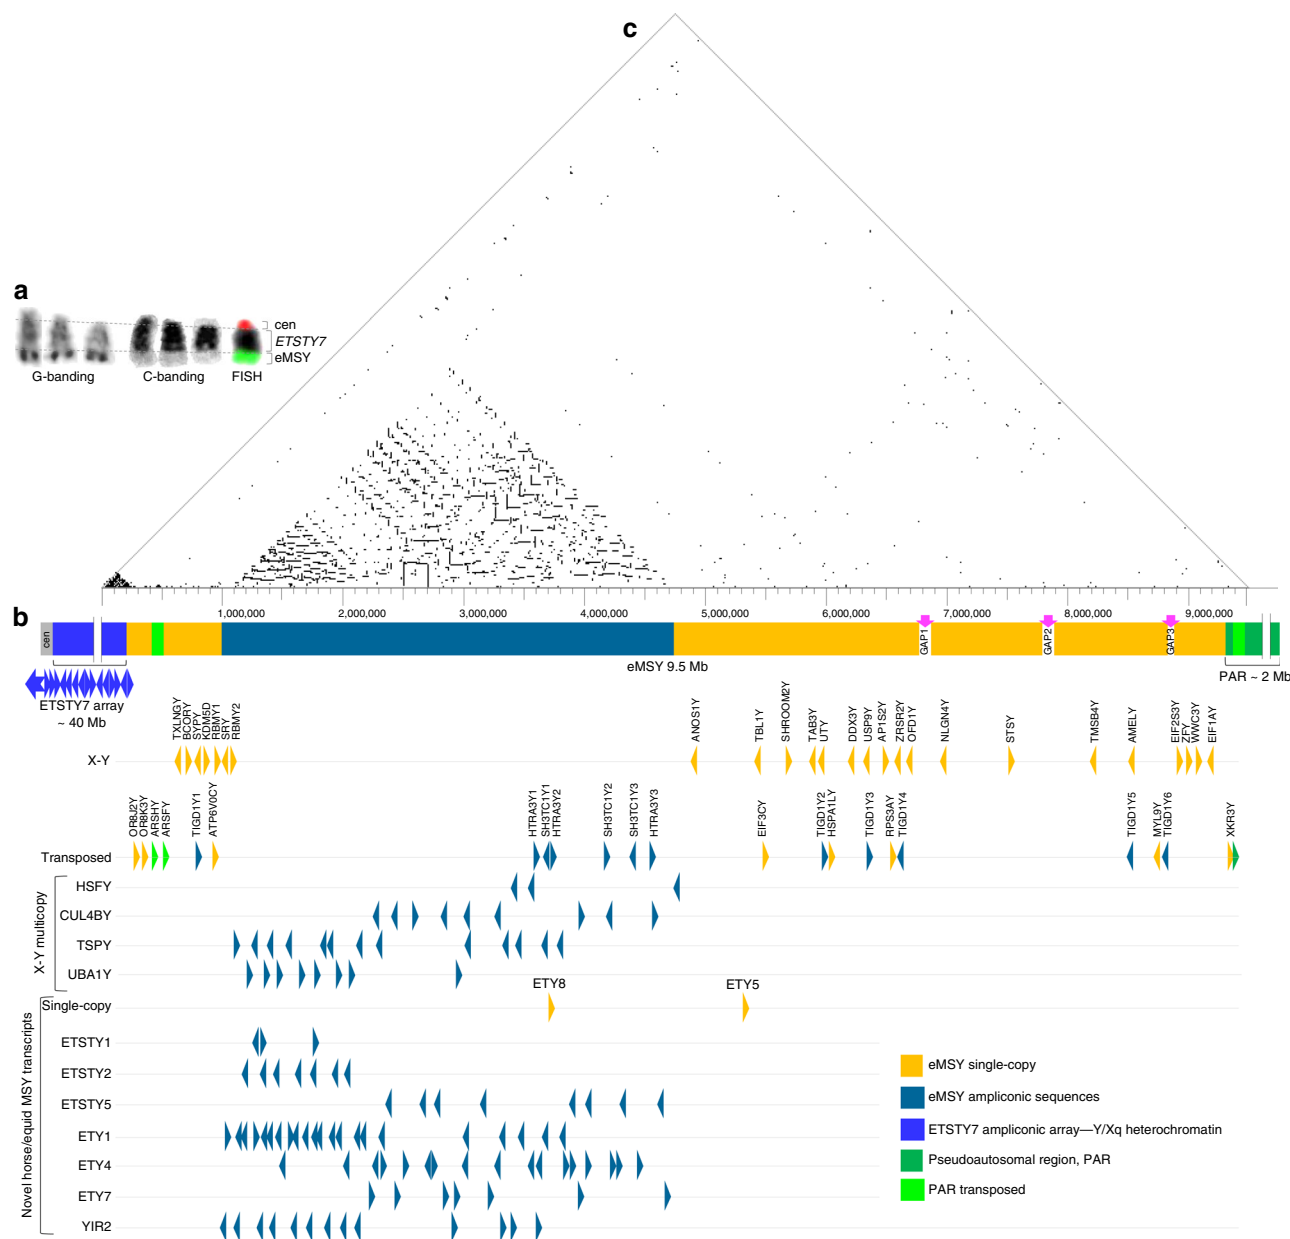 c
a
cen
ETSTY7
eMSY
G-banding
C-banding
FISH
b
1,000,000
2,000,000
3,000,000
4,000,000
5,000,000
6,000,000
7,000,000
8,000,000
9,000,000
cen
GAP1
GAP2
GAP3
eMSY 9.5 Mb
PAR ~ 2 Mb
ETSTY7 array
~ 40 Mb
X-Y
TXLNGY
BCORY
SYPY
KDM5D
RBMY1
SRY
RBMY2
ANOS1Y
TBL1Y
SHROOM2Y
TAB3Y
UTY
DDX3Y
USP9Y
AP1S2Y
ZRSR2Y
OFD1Y
NLGN4Y
STSY
TMSB4Y
AMELY
EIF2S3Y
ZFY
WWC3Y
EIF1AY
Transposed
OR8J2Y
OR8K3Y
ARSHY
ARSFY
TIGD1Y1
ATP6V0CY
HTRA3Y1
SH3TC1Y1
HTRA3Y2
SH3TC1Y2
SH3TC1Y3
HTRA3Y3
EIF3CY
TIGD1Y2
HSPA1LY
TIGD1Y3
RPS3AY
TIGD1Y4
TIGD1Y5
MYL9Y
TIGD1Y6
XKR3Y
X-Y multicopy
HSFY
CUL4BY
TSPY
UBA1Y
Novel horse/equid MSY transcripts
Single-copy
ETY8
ETY5
ETSTY1
ETSTY2
ETSTY5
ETY1
ETY4
ETY7
YIR2
eMSY single-copy
eMSY ampliconic sequences
ETSTY7 ampliconic array—Y/Xq heterochromatin
Pseudoautosomal region, PAR
PAR transposed